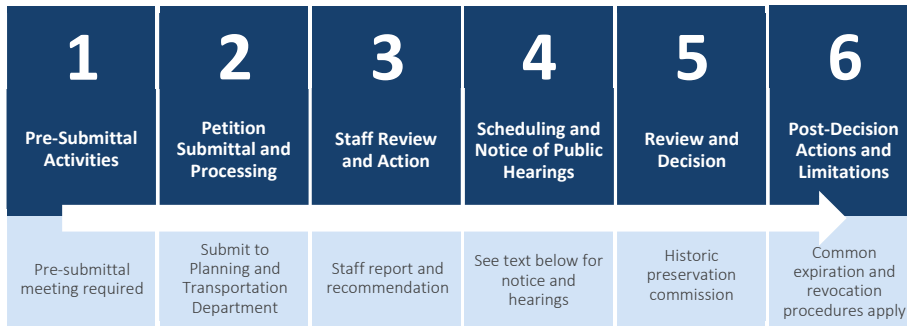 1
Pre-Submittal
Activities
Pre-submittal
meeting required
2
Petition
Submittal and
Processing
Submit to
Planning and
Transportation
Department
3
Staff Review
and Action
Staff report and
recommendation
4
Scheduling and
Notice of Public
Hearings
See text below for
notice and
hearings
5
Review and
Decision
Historic
preservation
commission
6
Post-Decision
Actions and
Limitations
Common
expiration and
revocation
procedures apply